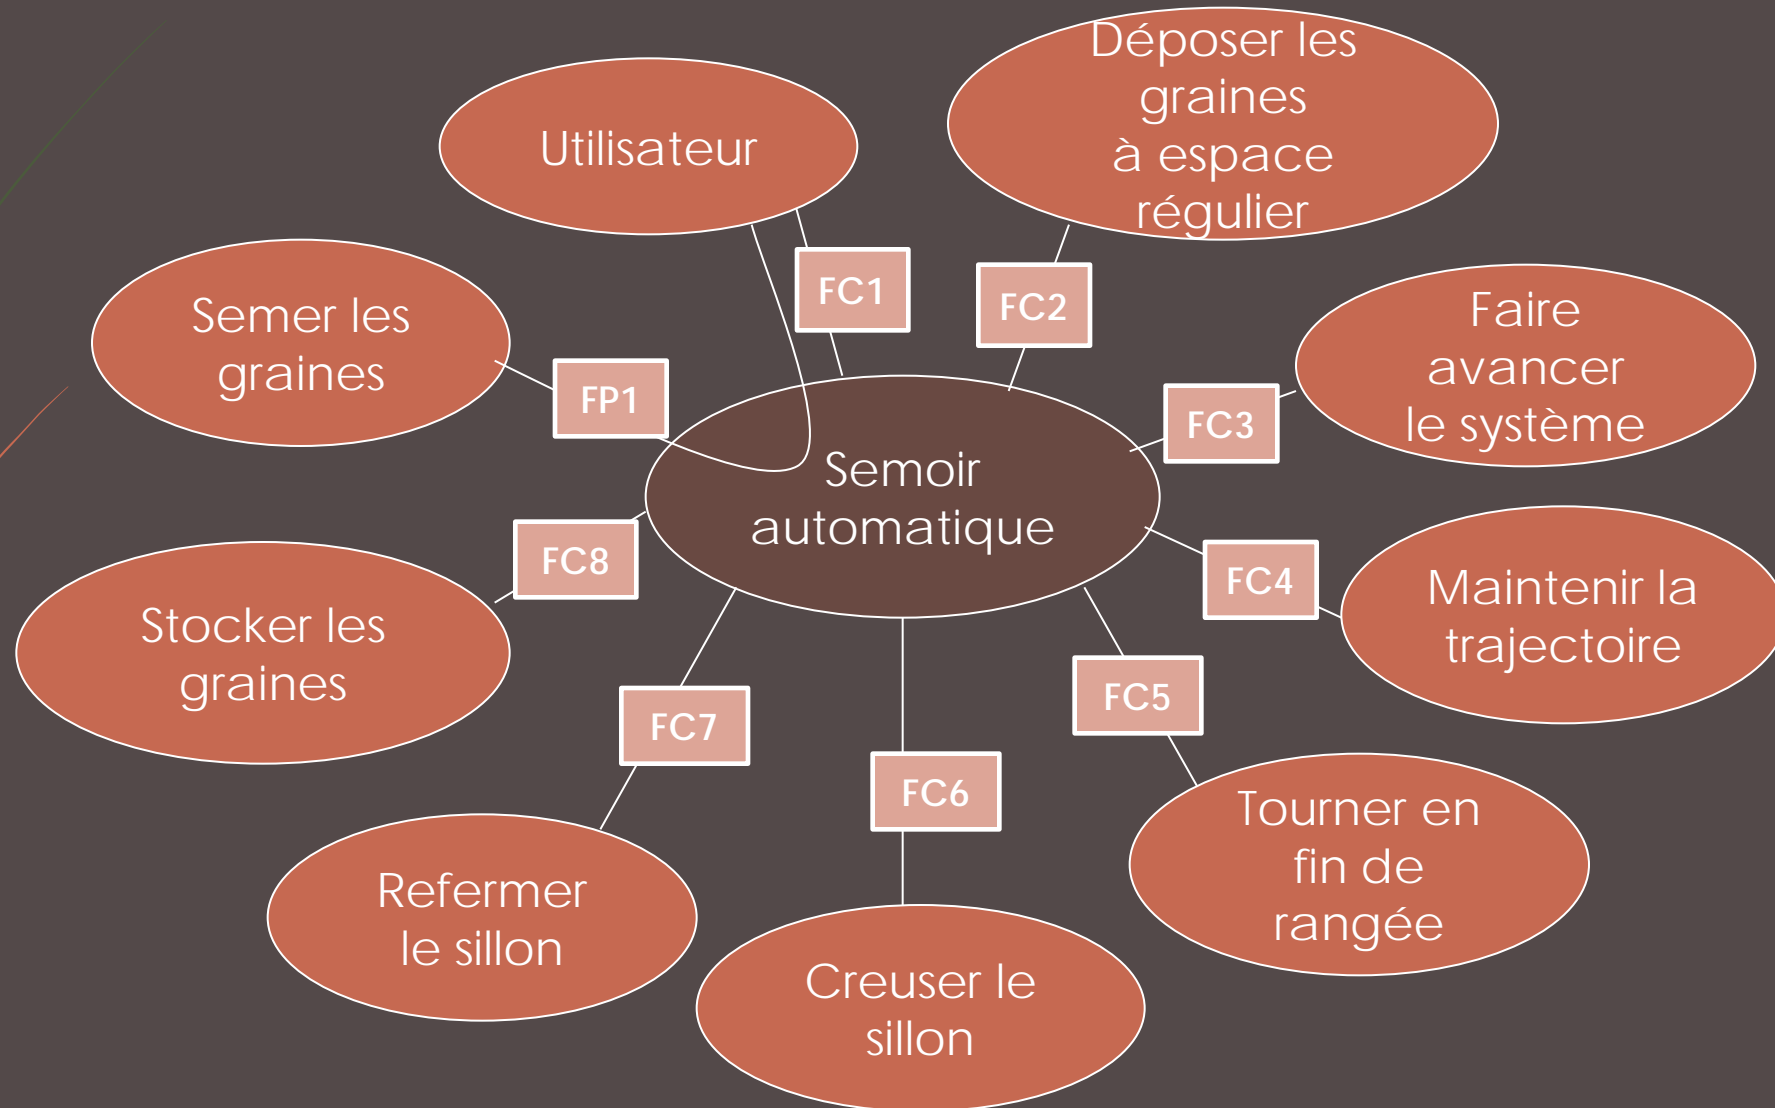 Déposer les
graines
à espace
régulier
Utilisateur
FC1
FC2
Semer les
graines
FP1
Faire
avancer
le système
FC3
Semoir
automatique
FC8
FC4
Stocker les
graines
Maintenir la
trajectoire
FC5
FC7
FC6
Tourner en
fin de
rangée
Refermer
le sillon
Creuser le
sillon